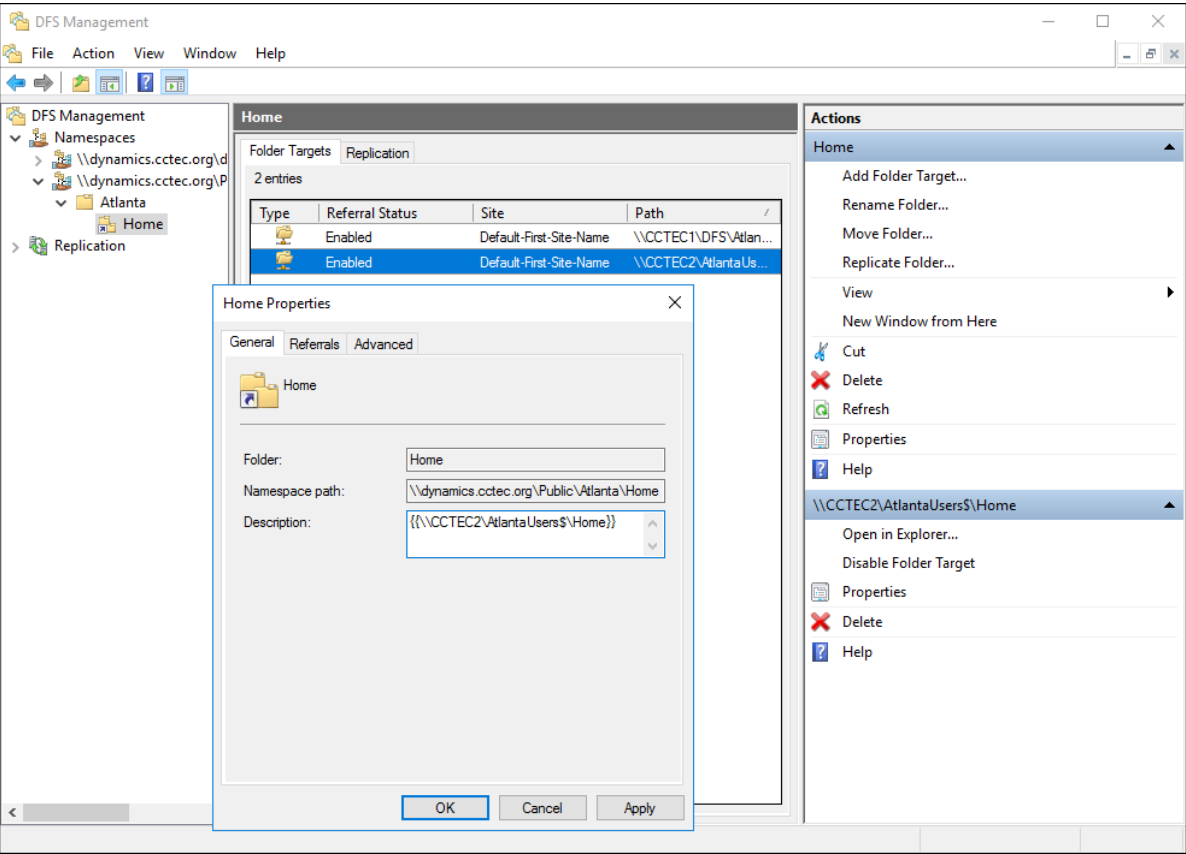 DFS Management
File Action View Window Help
DFS Management
Namespaces
\\dynamics.cctec.org\d
\\dynamics.cctec.org\P
Atlanta
Home
Replication
Home
Folder Targets Replication
2 entries
Type Referral Status Site Path
Enabled Default-First-Site-Name \\CCTEC1\DFS\Atlan...
Enabled Default-First-Site-Name \\CCTEC2\AtlantaUs...
Home Properties
General Referrals Advanced
Home
Folder: Home
Namespace path: \\dynamics.cctec.org\Public\Atlanta\Home
Description: {{\\CCTEC2\AtlantaUsers$\Home}}
OK Cancel Apply
Actions
Home
Add Folder Target...
Rename Folder...
Move Folder...
Replicate Folder...
View
New Window from Here
Cut
Delete
Refresh
Properties
Help
\\CCTEC2\AtlantaUsers$\Home
Open in Explorer...
Disable Folder Target
Properties
Delete
Help